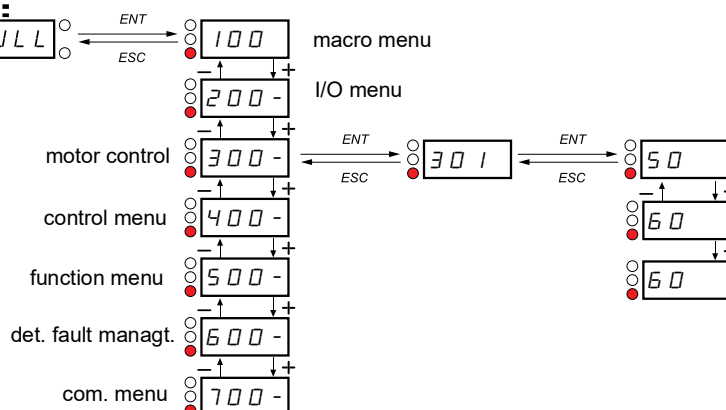 ENT
ESC
100
macro menu
200-
I/O menu
motor control
300-
ENT
ESC
301
ENT
ESC
50
control menu
400-
60
function menu
500-
60
det. fault managt.
600-
com. menu
700-